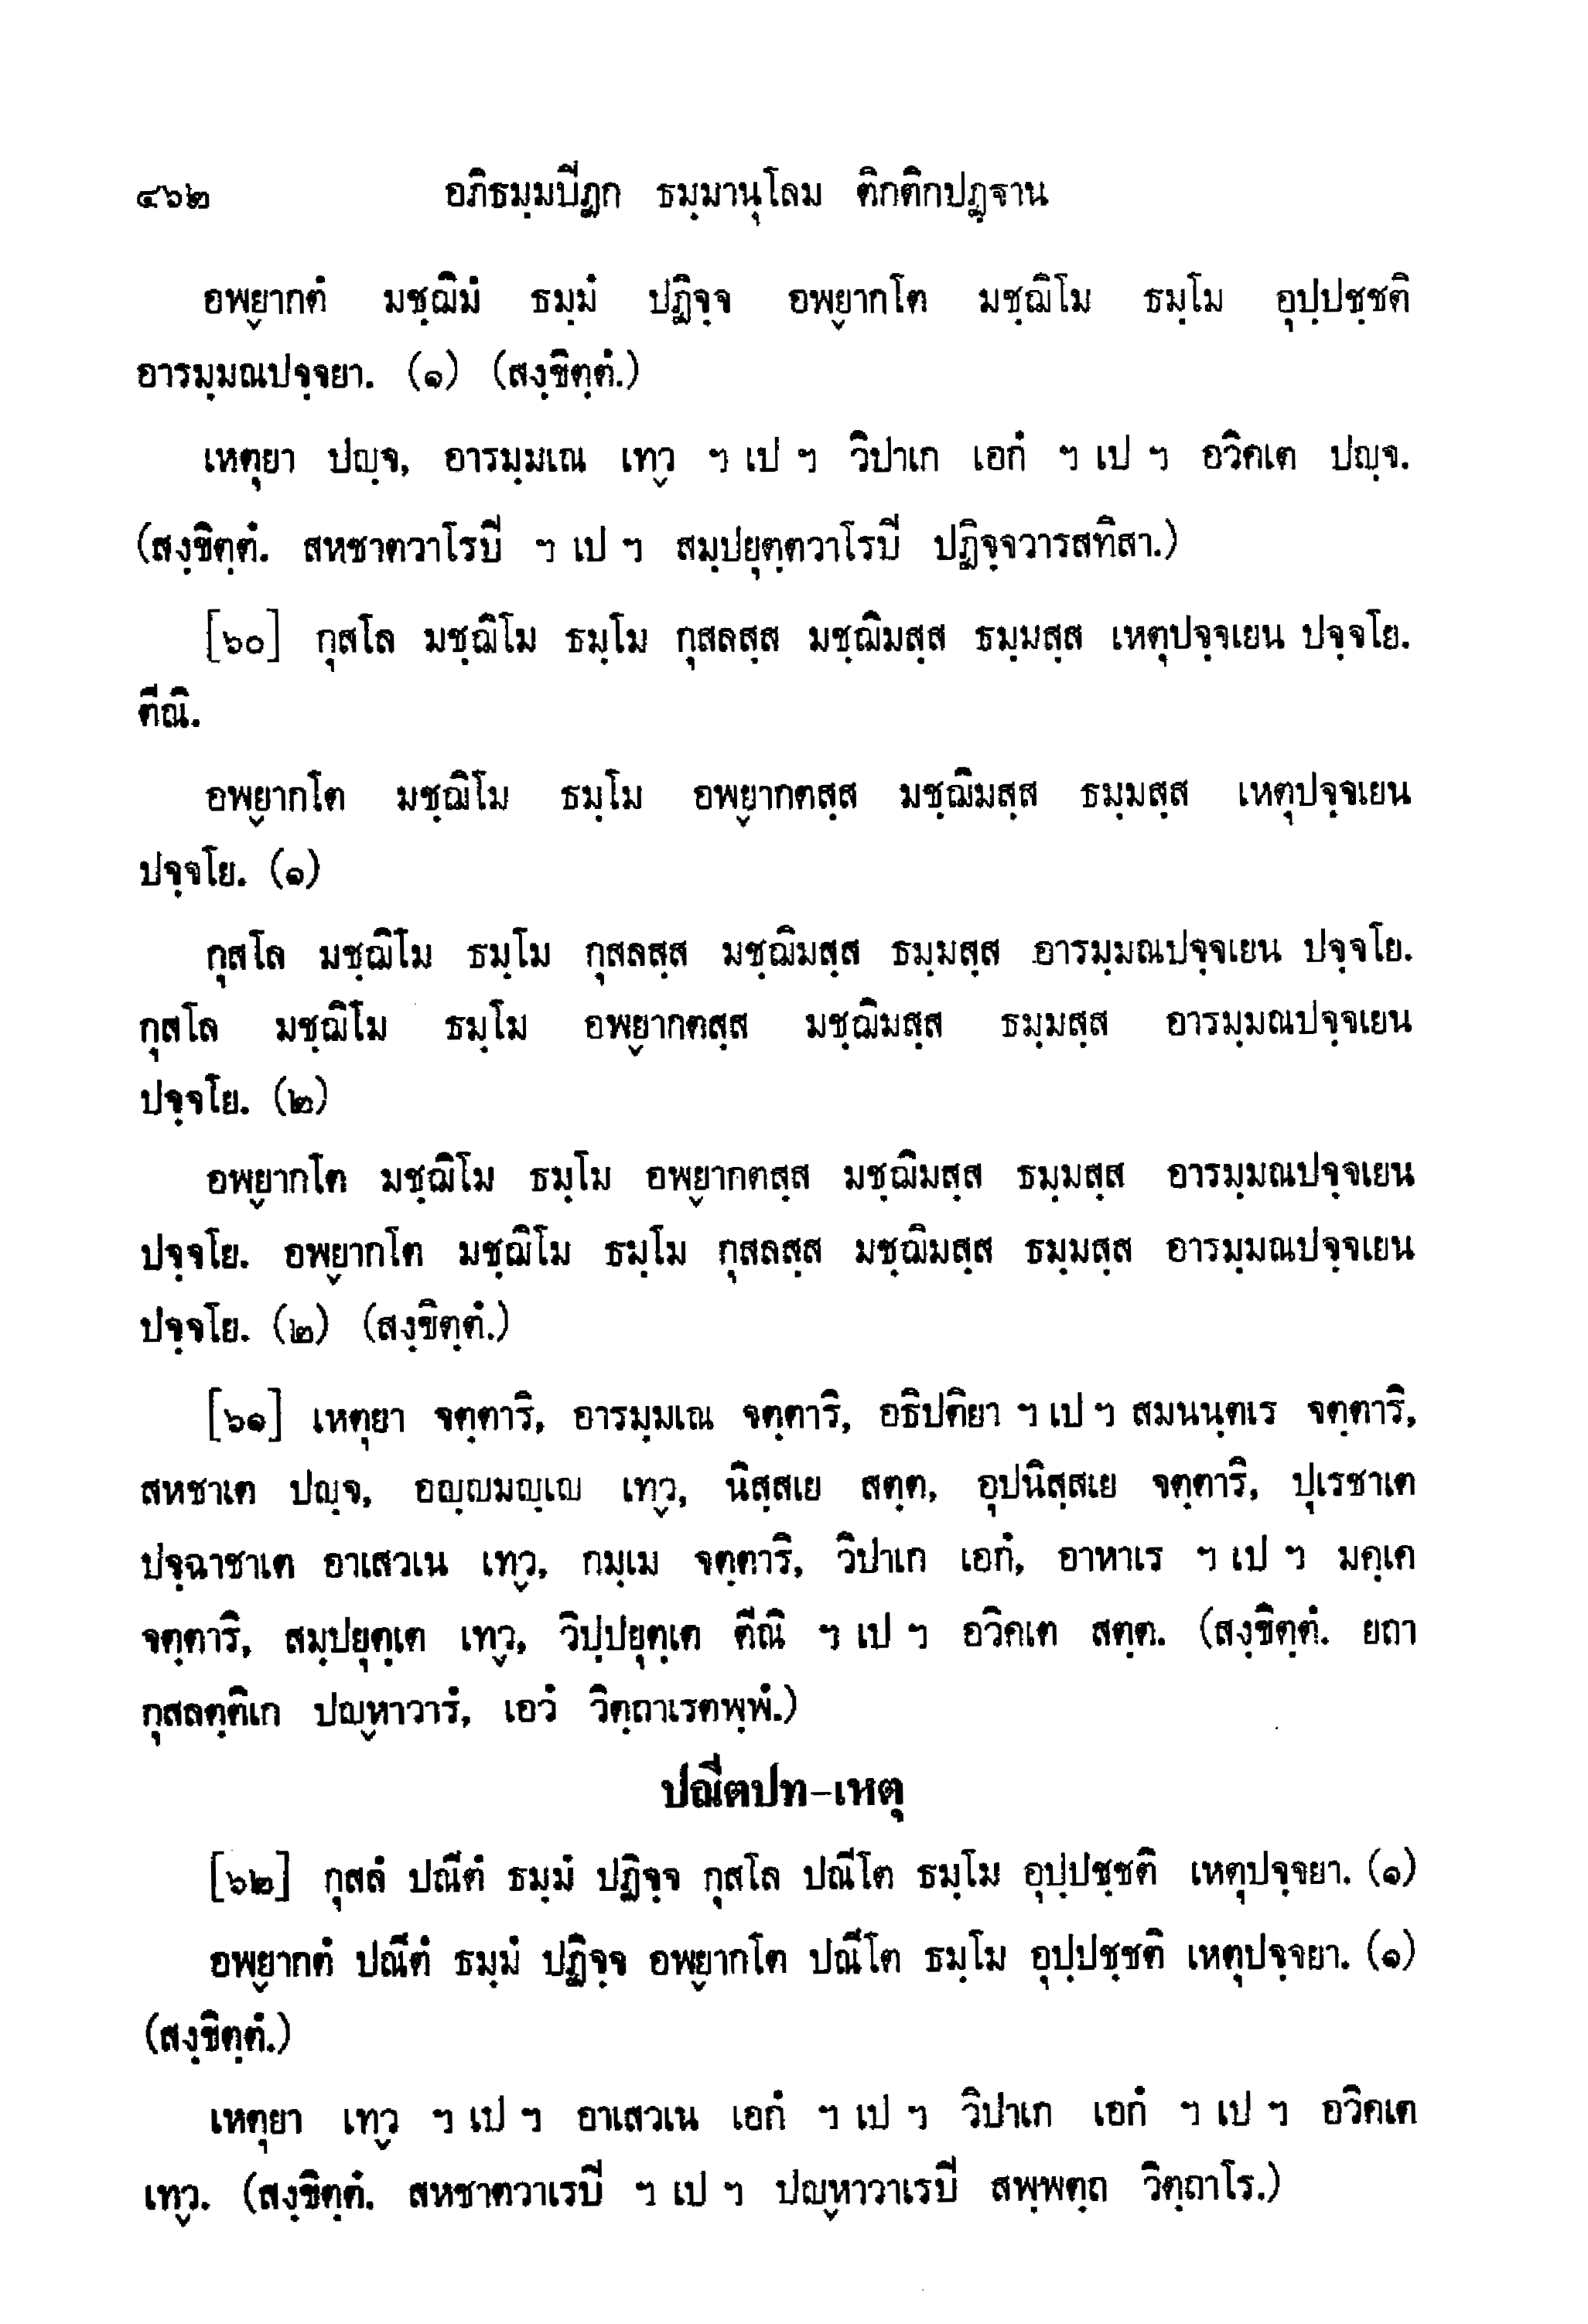 ๔๖๒ อภิธมฺมปิฏก ธมฺมานุโลม ติกติกปฏฺฐาน
อพฺยากตํ มชฺฌิมํ ธมฺมํ ปฏิจฺจ อพฺยากโต มชฺฌิโม ธมฺโม อุปฺปชฺชติ
อารมฺมณปจฺจยา. (๑) (สงฺขิตฺตํ.)
เหตุยา ปญฺจ, อารมฺมเณ เทฺว ฯ เป ฯ วิปาเก เอกํ ฯ เป ฯ อวิคเต ปญฺจ.
(สงฺขิตฺตํ. สหชาตวาโรปิ ฯ เป ฯ สมฺปยุตฺตวาโรปิ ปฏิจฺจวารสทิสา.)
[๖๐] กุสโล มชฺฌิโม ธมฺโม กุสลสฺส มชฺฌิมสฺส ธมฺมสฺส เหตุปจฺจเยน ปจฺจโย.
ตีณิ.
อพฺยากโต มชฺฌิโม ธมฺโม อพฺยากตสฺส มชฺฌิมสฺส ธมฺมสฺส เหตุปจฺจเยน
ปจฺจโย. (๑)
กุสโล มชฺฌิโม ธมฺโม กุสลสฺส มชฺฌิมสฺส ธมฺมสฺส อารมฺมณปจฺจเยน ปจฺจโย.
กุสโล มชฺฌิโม ธมฺโม อพฺยากตสฺส มชฺฌิมสฺส ธมฺมสฺส อารมฺมณปจฺจเยน
ปจฺจโย. (๒)
อพฺยากโต มชฺฌิโม ธมฺโม อพฺยากตสฺส มชฺฌิมสฺส ธมฺมสฺส อารมฺมณปจฺจเยน
ปจฺจโย. อพฺยากโต มชฺฌิโม ธมฺโม กุสลสฺส มชฺฌิมสฺส ธมฺมสฺส อารมฺมณปจฺจเยน
ปจฺจโย. (๒) (สงฺขิตฺตํ.)
[๖๑] เหตุยา จตฺตาริ, อารมฺมเณ จตฺตาริ, อธิปติยา ฯ เป ฯ สมนนฺตเร จตฺตาริ,
สหชาเต ปญฺจ, อญฺญมญฺเญ เทฺว, นิสฺสเย สตฺต, อุปนิสฺสเย จตฺตาริ, ปุเรชาเต
ปจฺฉาชาเต อาเสวเน เทฺว, กมฺเม จตฺตาริ, วิปาเก เอกํ, อาหาเร ฯ เป ฯ มคฺเค
จตฺตาริ, สมฺปยุตฺเต เทฺว, วิปฺปยุตฺเต ตีณิ ฯ เป ฯ อวิคเต สตฺต. (สงฺขิตฺตํ. ยถา
กุสลตฺติเก ปญฺหาวารํ, เอวํ วิตฺถาเรตพฺพํ.)
ปณีตปท-เหตุ
[๖๒] กุสลํ ปณีตํ ธมฺมํ ปฏิจฺจ กุสโล ปณีโต ธมฺโม อุปฺปชฺชติ เหตุปจฺจยา. (๑)
อพฺยากตํ ปณีตํ ธมฺมํ ปฏิจฺจ อพฺยากโต ปณีโต ธมฺโม อุปฺปชฺชติ เหตุปจฺจยา. (๑)
(สงฺขิตฺตํ.)
เหตุยา เทฺว ฯ เป ฯ อาเสวเน เอกํ ฯ เป ฯ วิปาเก เอกํ ฯ เป ฯ อวิคเต
เทฺว. (สงฺขิตฺตํ. สหชาตวาเรปิ ฯ เป ฯ ปญฺหาวาเรปิ สพฺพตฺถ วิตฺถาโร.)